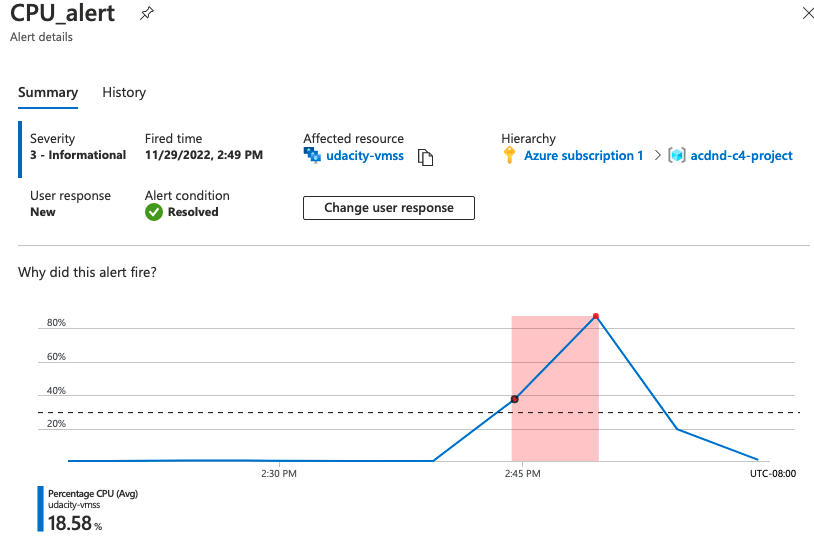 CPU_alert
Alert details
Summary History
Severity Fired time Affected resource Hierarchy
3 - Informational 11/29/2022, 2:49 PM udacity-vmss Azure subscription 1 > acdnd-c4-project
User response Alert condition
New Resolved Change user response
Why did this alert fire?
80%
60%
40%
20%
2:30 PM 2:45 PM UTC-08:00
Percentage CPU (Avg)
udacity-vmss
18.58 %